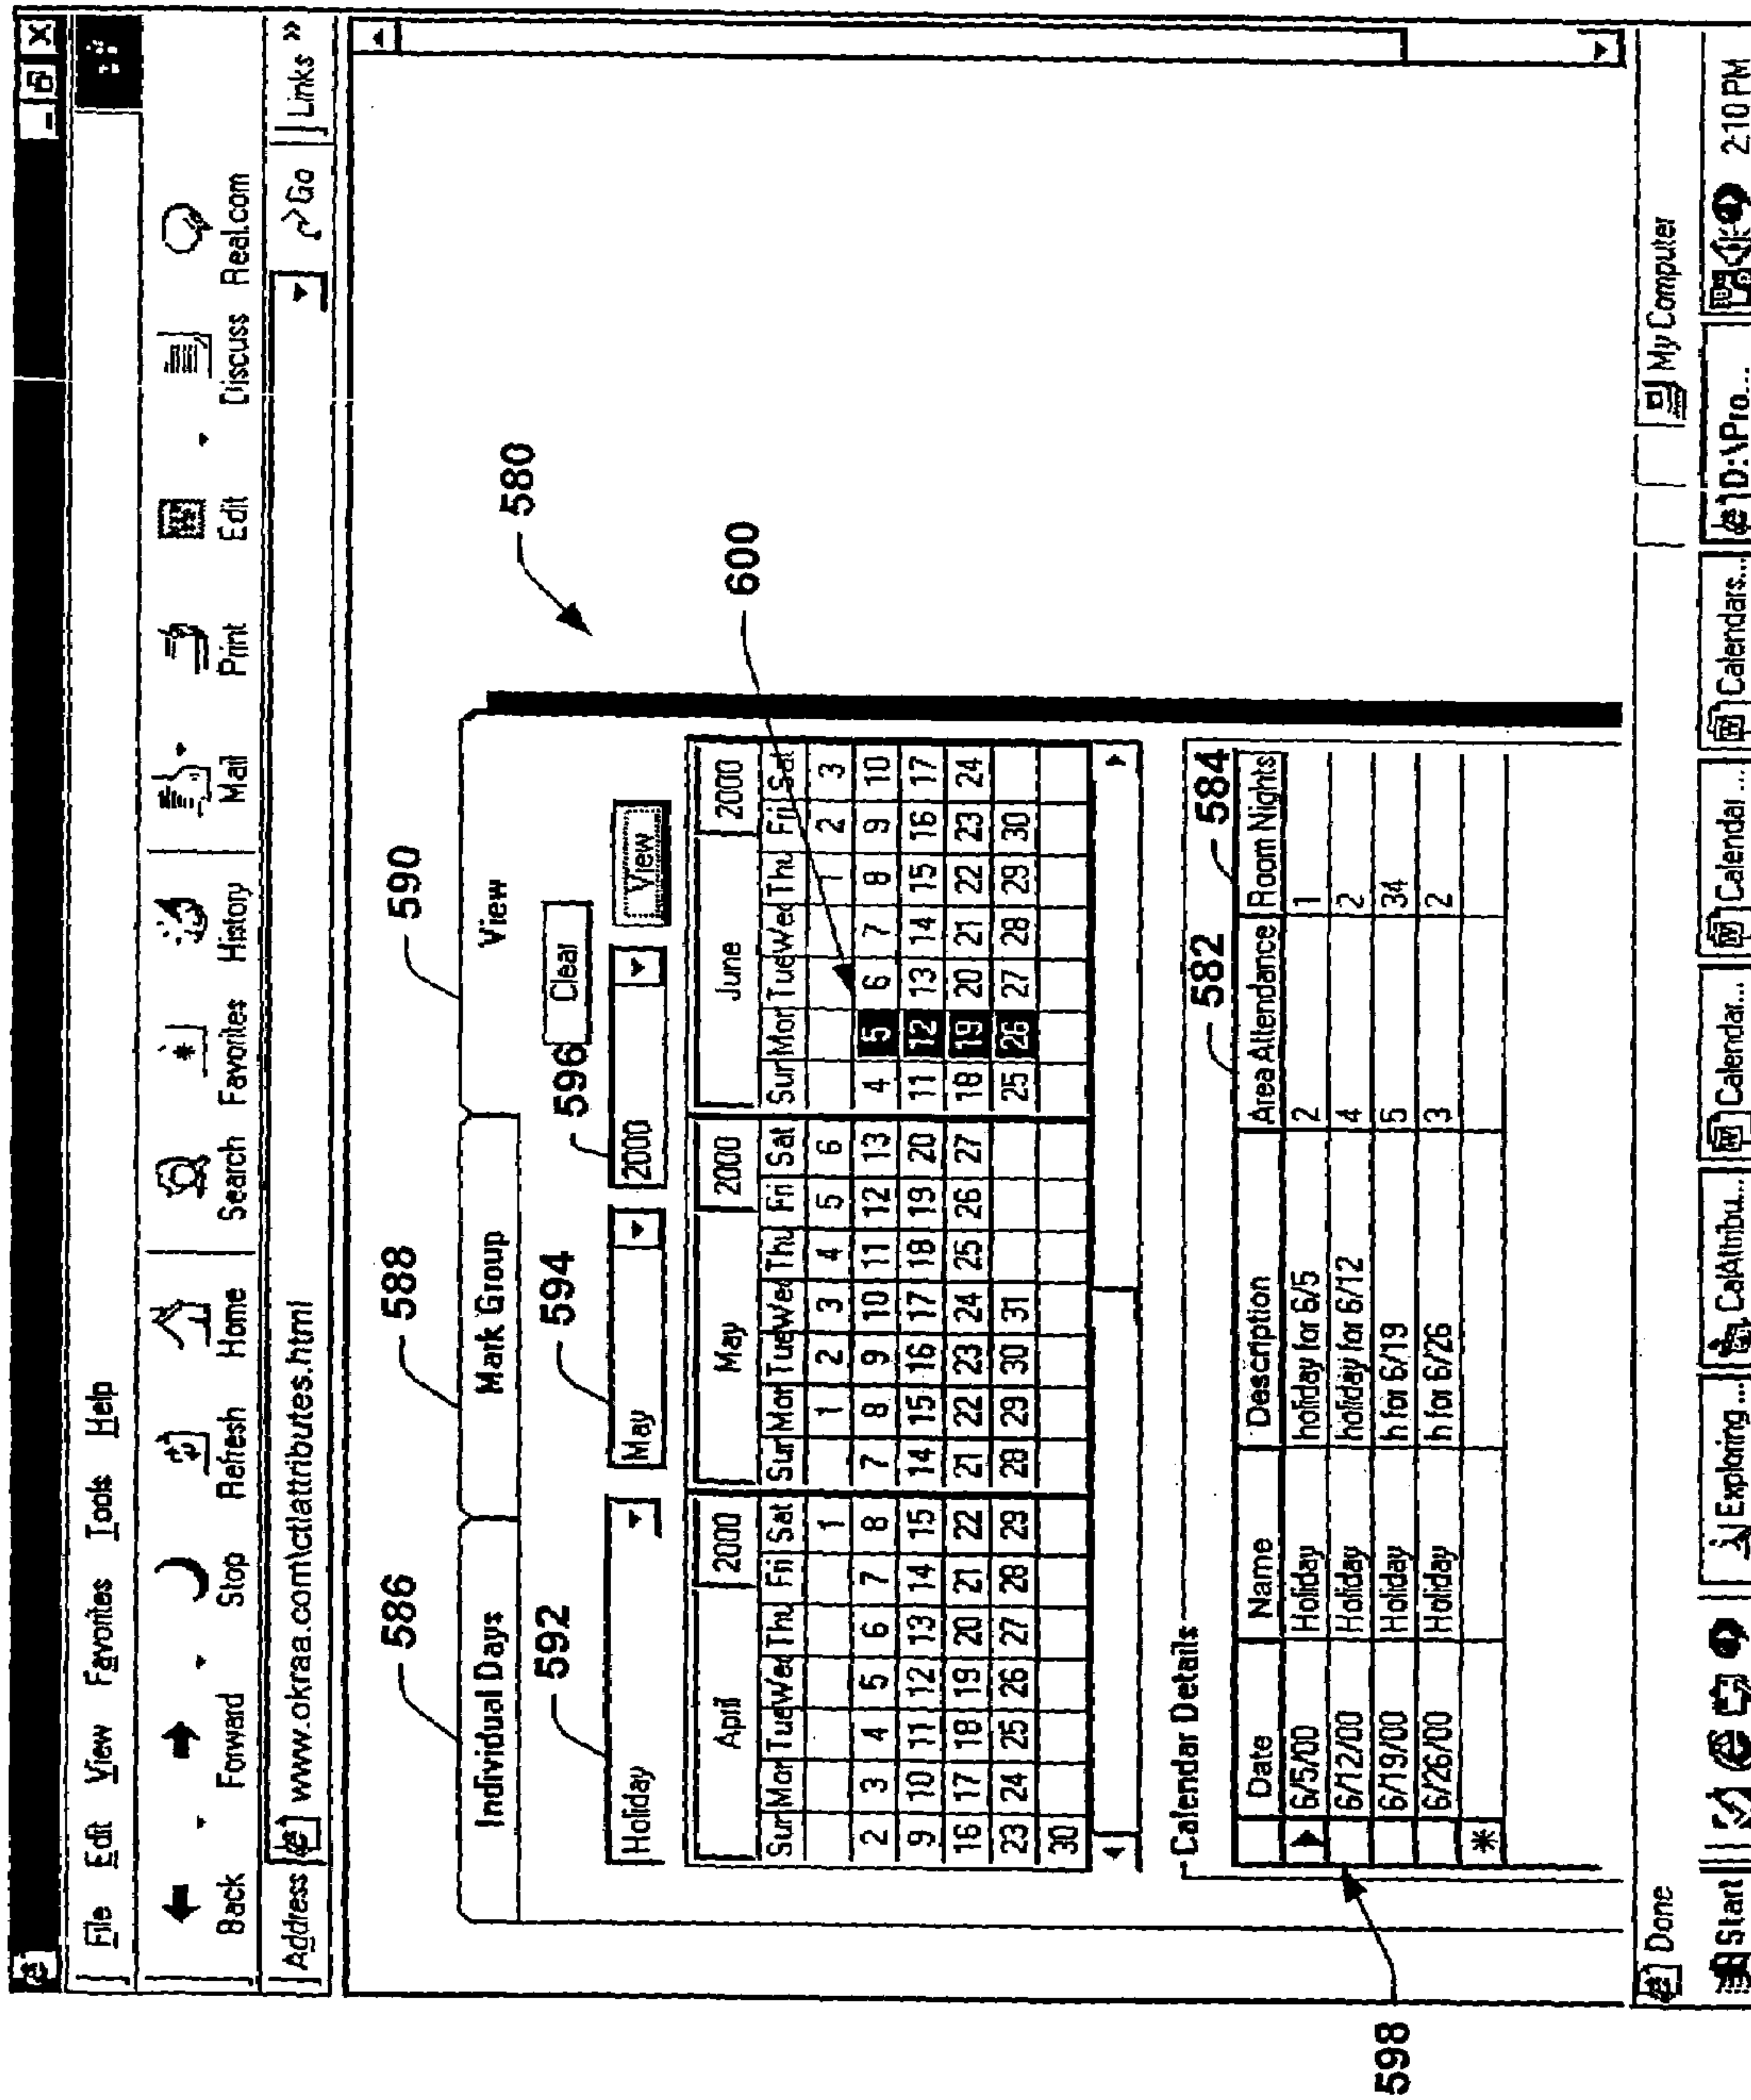 File Edit View Favorites Tools Help
Back Forward Stop Refresh Home Search Favorites History Mail Print Edit Discuss Real.com
Address www.okraa.com\ctlattributes.html Go Links »
586 588 590
Individual Days Mark Group View
592 594 596 Clear
Holiday May 2000 View
580
600
April 2000 May 2000 June 2000
Sun Mon Tue Wed Thu Fri Sat Sun Mon Tue Wed Thu Fri Sat Sun Mon Tue Wed Thu Fri Sat
1 1 2 3 4 5 6 1 2 3
2 3 4 5 6 7 8 7 8 9 10 11 12 13 4 5 6 7 8 9 10
9 10 11 12 13 14 15 14 15 16 17 18 19 20 11 12 13 14 15 16 17
16 17 18 19 20 21 22 21 22 23 24 25 26 27 18 19 20 21 22 23 24
23 24 25 26 27 28 29 28 29 30 31 25 26 27 28 29 30
30
Calendar Details 582 584
Date Name Description Area Attendance Room Nights
6/5/00 Holiday holiday for 6/5 2 1
6/12/00 Holiday holiday for 6/12 4 2
6/19/00 Holiday h for 6/19 5 34
6/26/00 Holiday h for 6/26 3 2
*
598
Done My Computer
Start Exploring ... CalAttribu... Calendar... Calendar ... Calendars... D:\Pro... 2:10 PM